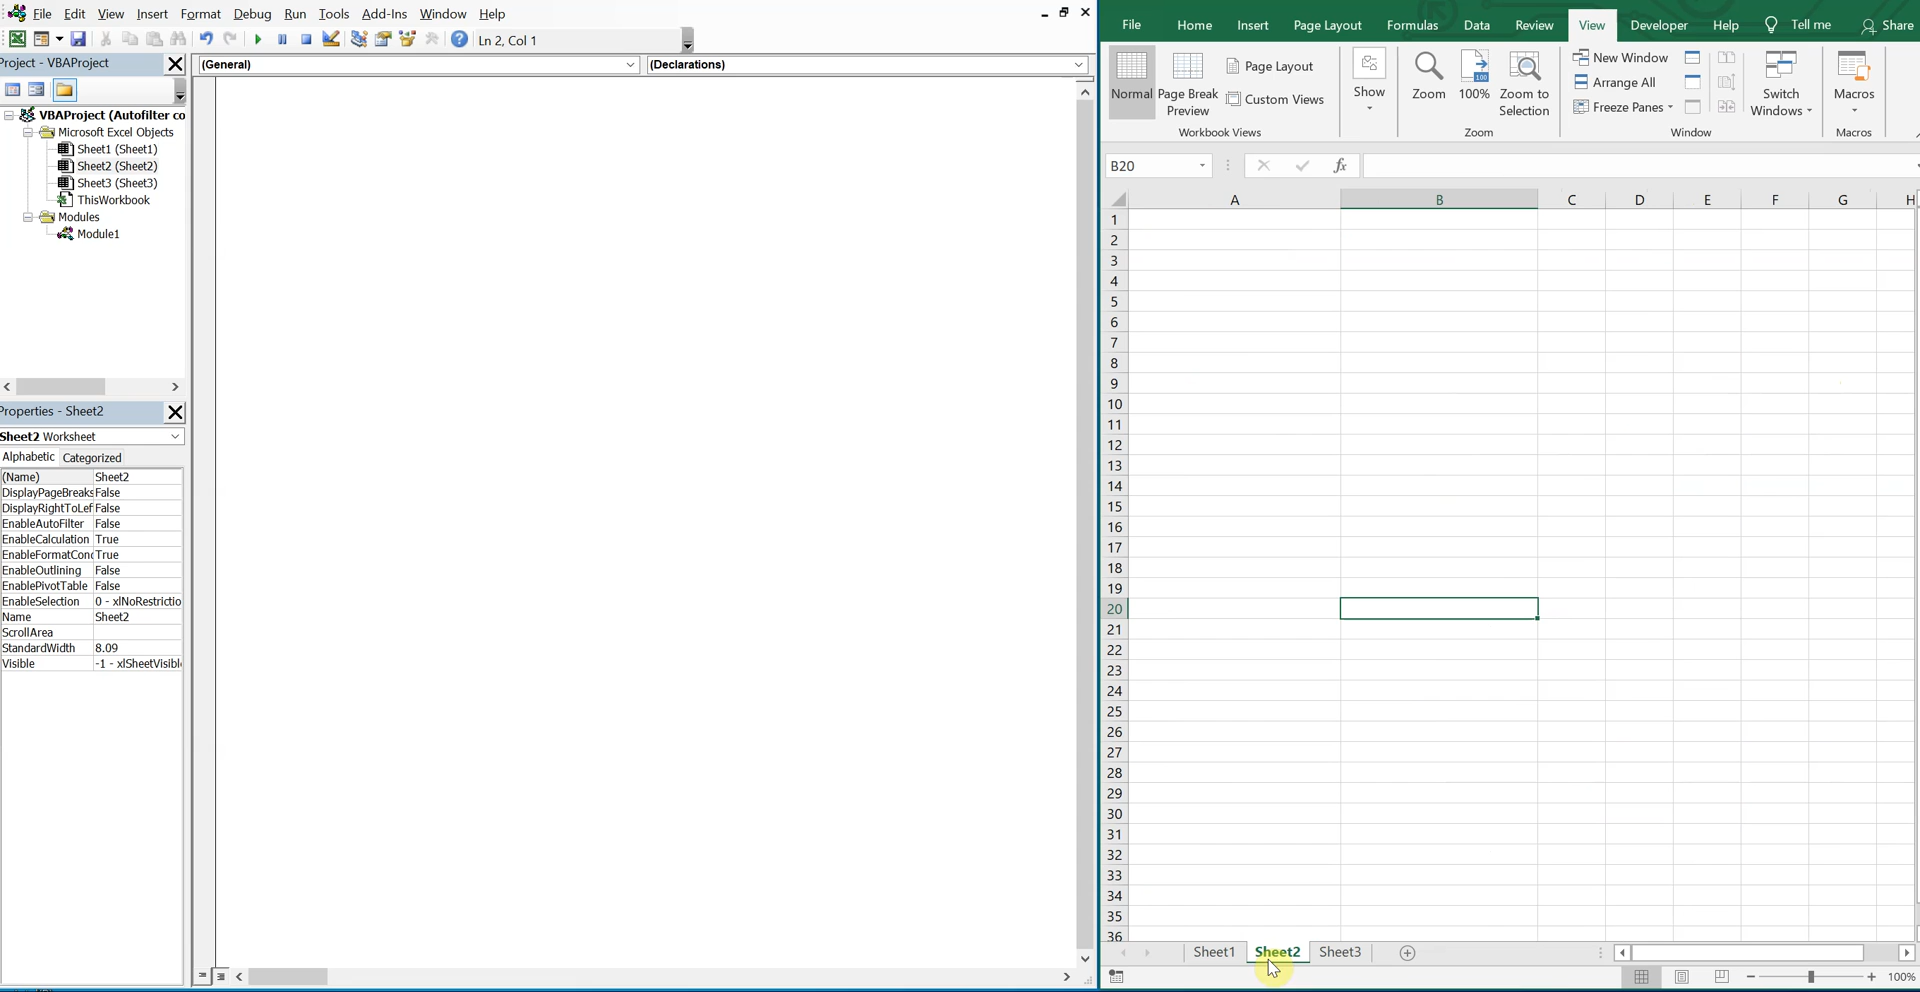 File Edit View Insert Format Debug Run Tools Add-Ins Window Help
Ln 2, Col 1
Project - VBAProject
(General)
(Declarations)
VBAProject (Autofilter co
Microsoft Excel Objects
Sheet1 (Sheet1)
Sheet2 (Sheet2)
Sheet3 (Sheet3)
ThisWorkbook
Modules
Module1
Properties - Sheet2
Sheet2 Worksheet
Alphabetic Categorized
(Name) Sheet2
DisplayPageBreaks False
DisplayRightToLef False
EnableAutoFilter False
EnableCalculation True
EnableFormatCon True
EnableOutlining False
EnablePivotTable False
EnableSelection 0 - xlNoRestrictio
Name Sheet2
ScrollArea
StandardWidth 8.09
Visible -1 - xlSheetVisibl
File Home Insert Page Layout Formulas Data Review View Developer Help Tell me Share
Normal
Page Break
Preview
Page Layout
Custom Views
Workbook Views
Show
Zoom
100
100%
Zoom to
Selection
Zoom
New Window
Arrange All
Freeze Panes
Window
Switch
Windows
Macros
Macros
B20
fx
A B C D E F G H
1
2
3
4
5
6
7
8
9
10
11
12
13
14
15
16
17
18
19
20
21
22
23
24
25
26
27
28
29
30
31
32
33
34
35
36
Sheet1 Sheet2 Sheet3
100%